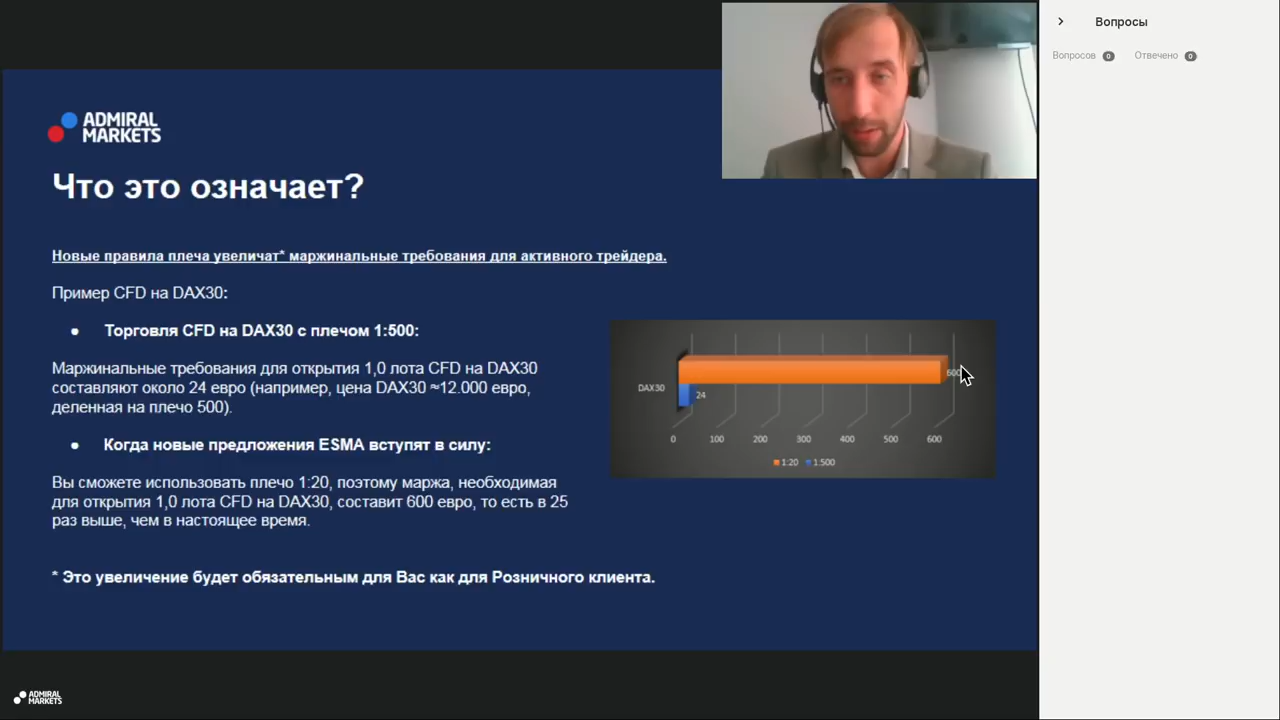 ADMIRAL
MARKETS
Что это означает?
Новые правила плеча увеличат* маржинальные требования для активного трейдера.
Пример CFD на DAX30:
• Торговля CFD на DAX30 с плечом 1:500:
Маржинальные требования для открытия 1,0 лота CFD на DAX30
составляют около 24 евро (например, цена DAX30 ≈12.000 евро,
деленная на плечо 500).
• Когда новые предложения ESMA вступят в силу:
Вы сможете использовать плечо 1:20, поэтому маржа, необходимая
для открытия 1,0 лота CFD на DAX30, составит 600 евро, то есть в 25
раз выше, чем в настоящее время.
* Это увеличение будет обязательным для Вас как для Розничного клиента.
600
DAX30
24
0 100 200 300 400 500 600
1:20 1:500
ADMIRAL
MARKETS
Вопросы
Вопросов 0 Отвечено 0